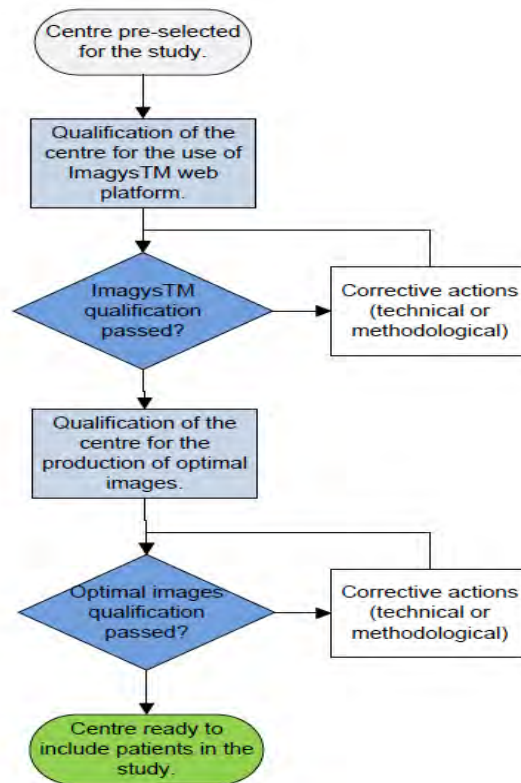 Centre pre-selected
for the study.
Qualification of the
centre for the use of
ImagysTM web
platform.
ImagysTM
qualification
passed?
Corrective actions
(technical or
methodological)
Qualification of the
centre for the
production of optimal
images.
Optimal images
qualification
passed?
Corrective actions
(technical or
methodological)
Centre ready to
include patients in the
study.